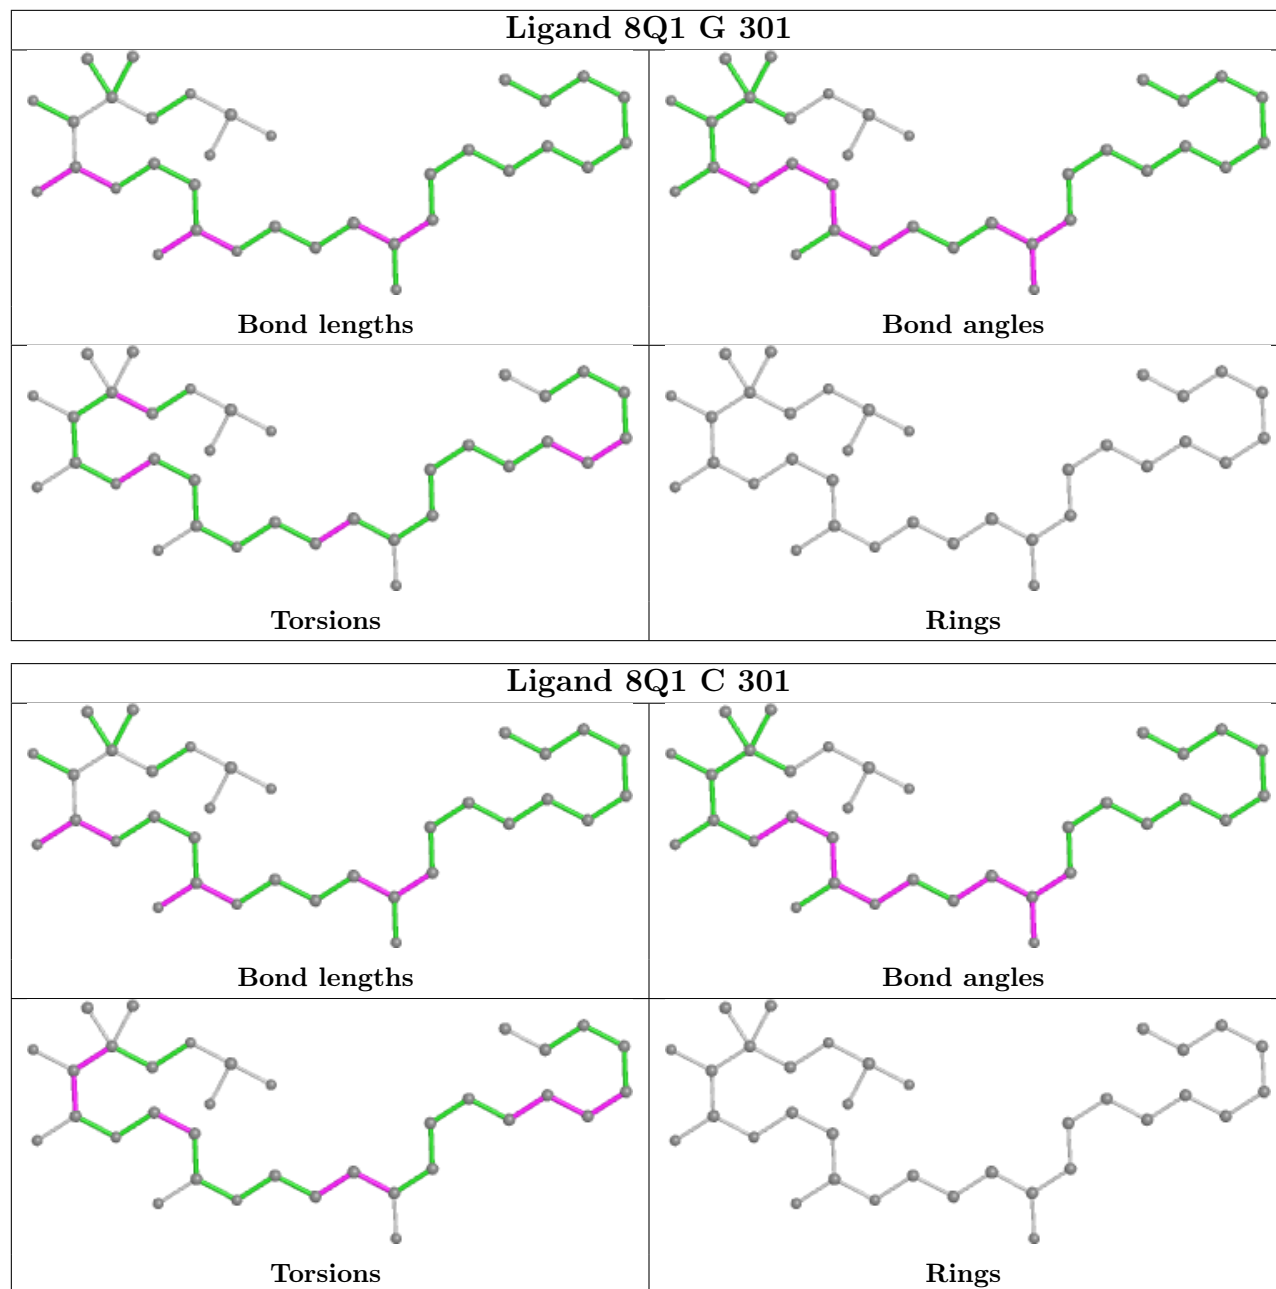 Ligand 8Q1 G 301
Bond lengths
Bond angles
Torsions
Rings
Ligand 8Q1 C 301
Bond lengths
Bond angles
Torsions
Rings